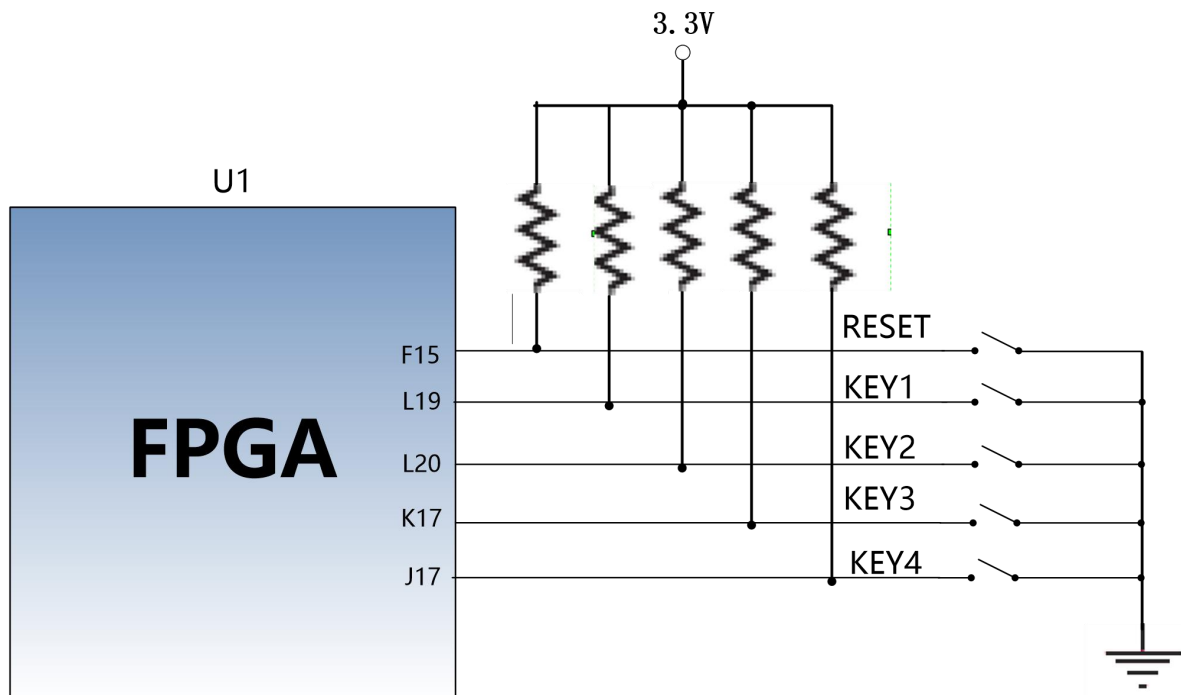 3.3V
U1
RESET
F15
KEY1
L19
FPGA
KEY2
L20
KEY3
K17
KEY4
J17